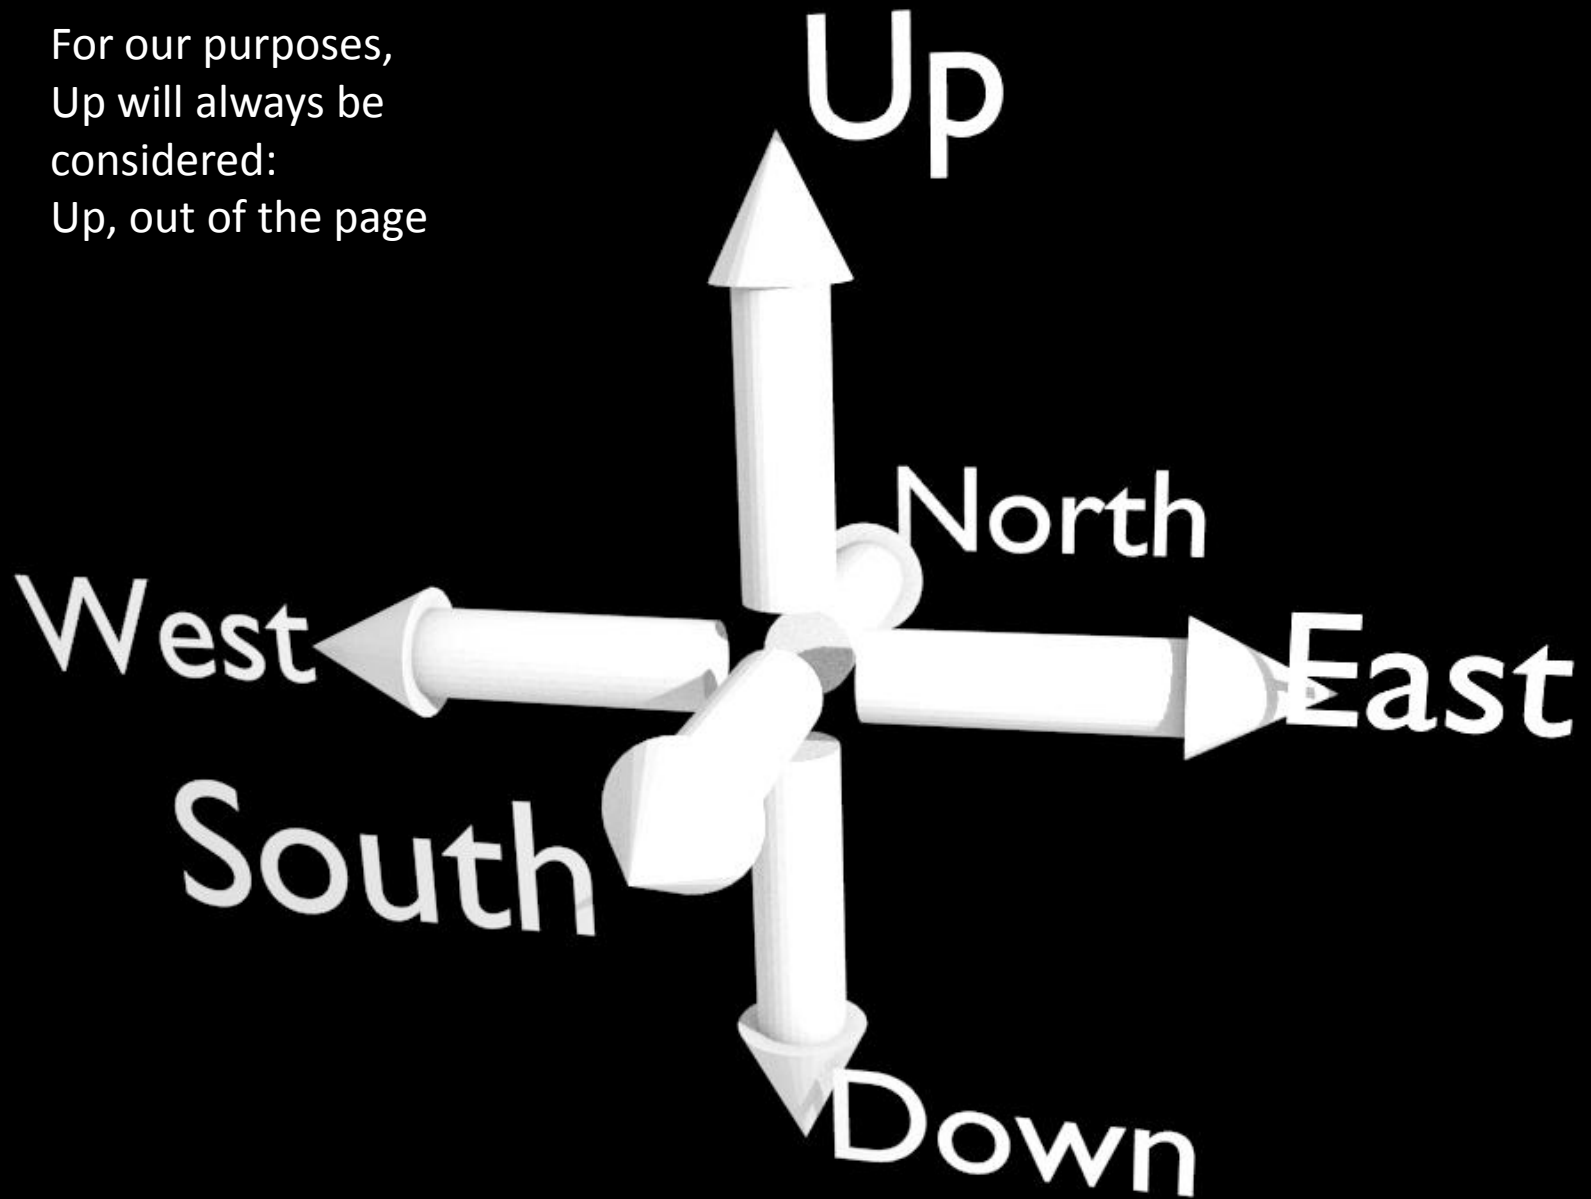 For our purposes,
Up will always be
considered:
Up, out of the page
Up
North
West
East
South
Down